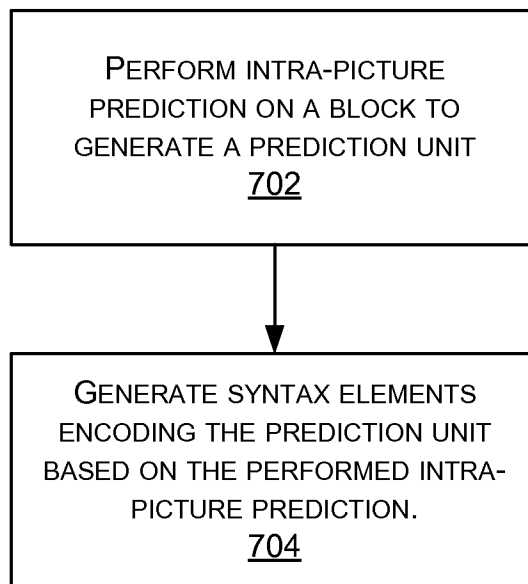 PERFORM INTRA-PICTURE
PREDICTION ON A BLOCK TO
GENERATE A PREDICTION UNIT
702
GENERATE SYNTAX ELEMENTS
ENCODING THE PREDICTION UNIT
BASED ON THE PERFORMED INTRA-
PICTURE PREDICTION.
704